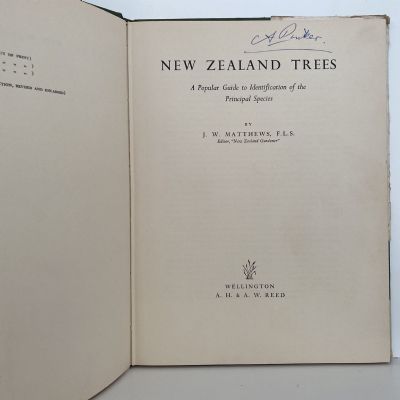 NEW ZEALAND TREES
A Popular Guide to Identification of the
Principal Species
BY
J. W. MATTHEWS, F.L.S.
Editor, "New Zealand Gardener"
WELLINGTON
A. H. & A. W. REED